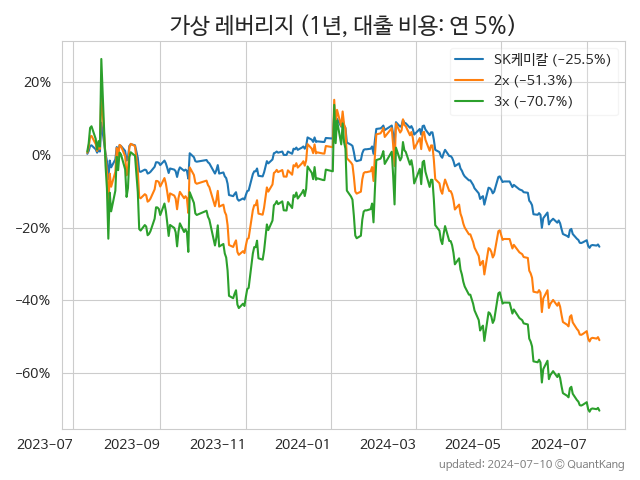 가상 레버리지 (1년, 대출 비용: 연 5%)
SK케미칼 (−25.5%)
2x (−51.3%)
3x (−70.7%)
20%
0%
−20%
−40%
−60%
2023-07 2023-09 2023-11 2024-01 2024-03 2024-05 2024-07
updated: 2024-07-10 © QuantKang